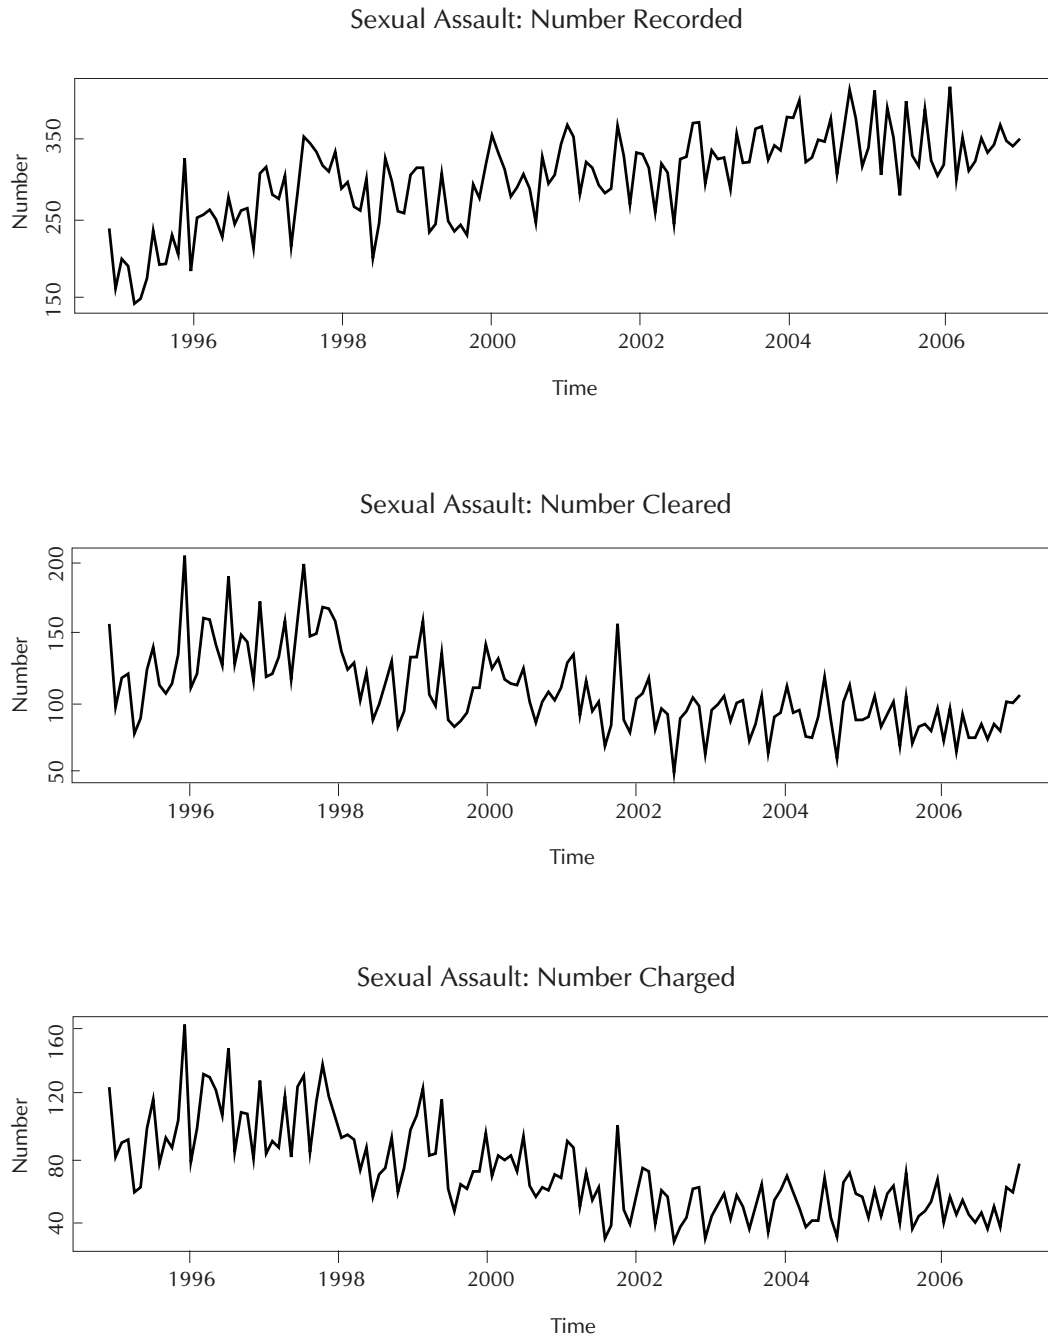 Sexual Assault: Number Recorded
Number
350
250
150
1996 1998 2000 2002 2004 2006
Time
Sexual Assault: Number Cleared
Number
200
150
100
50
1996 1998 2000 2002 2004 2006
Time
Sexual Assault: Number Charged
Number
160
120
80
40
1996 1998 2000 2002 2004 2006
Time